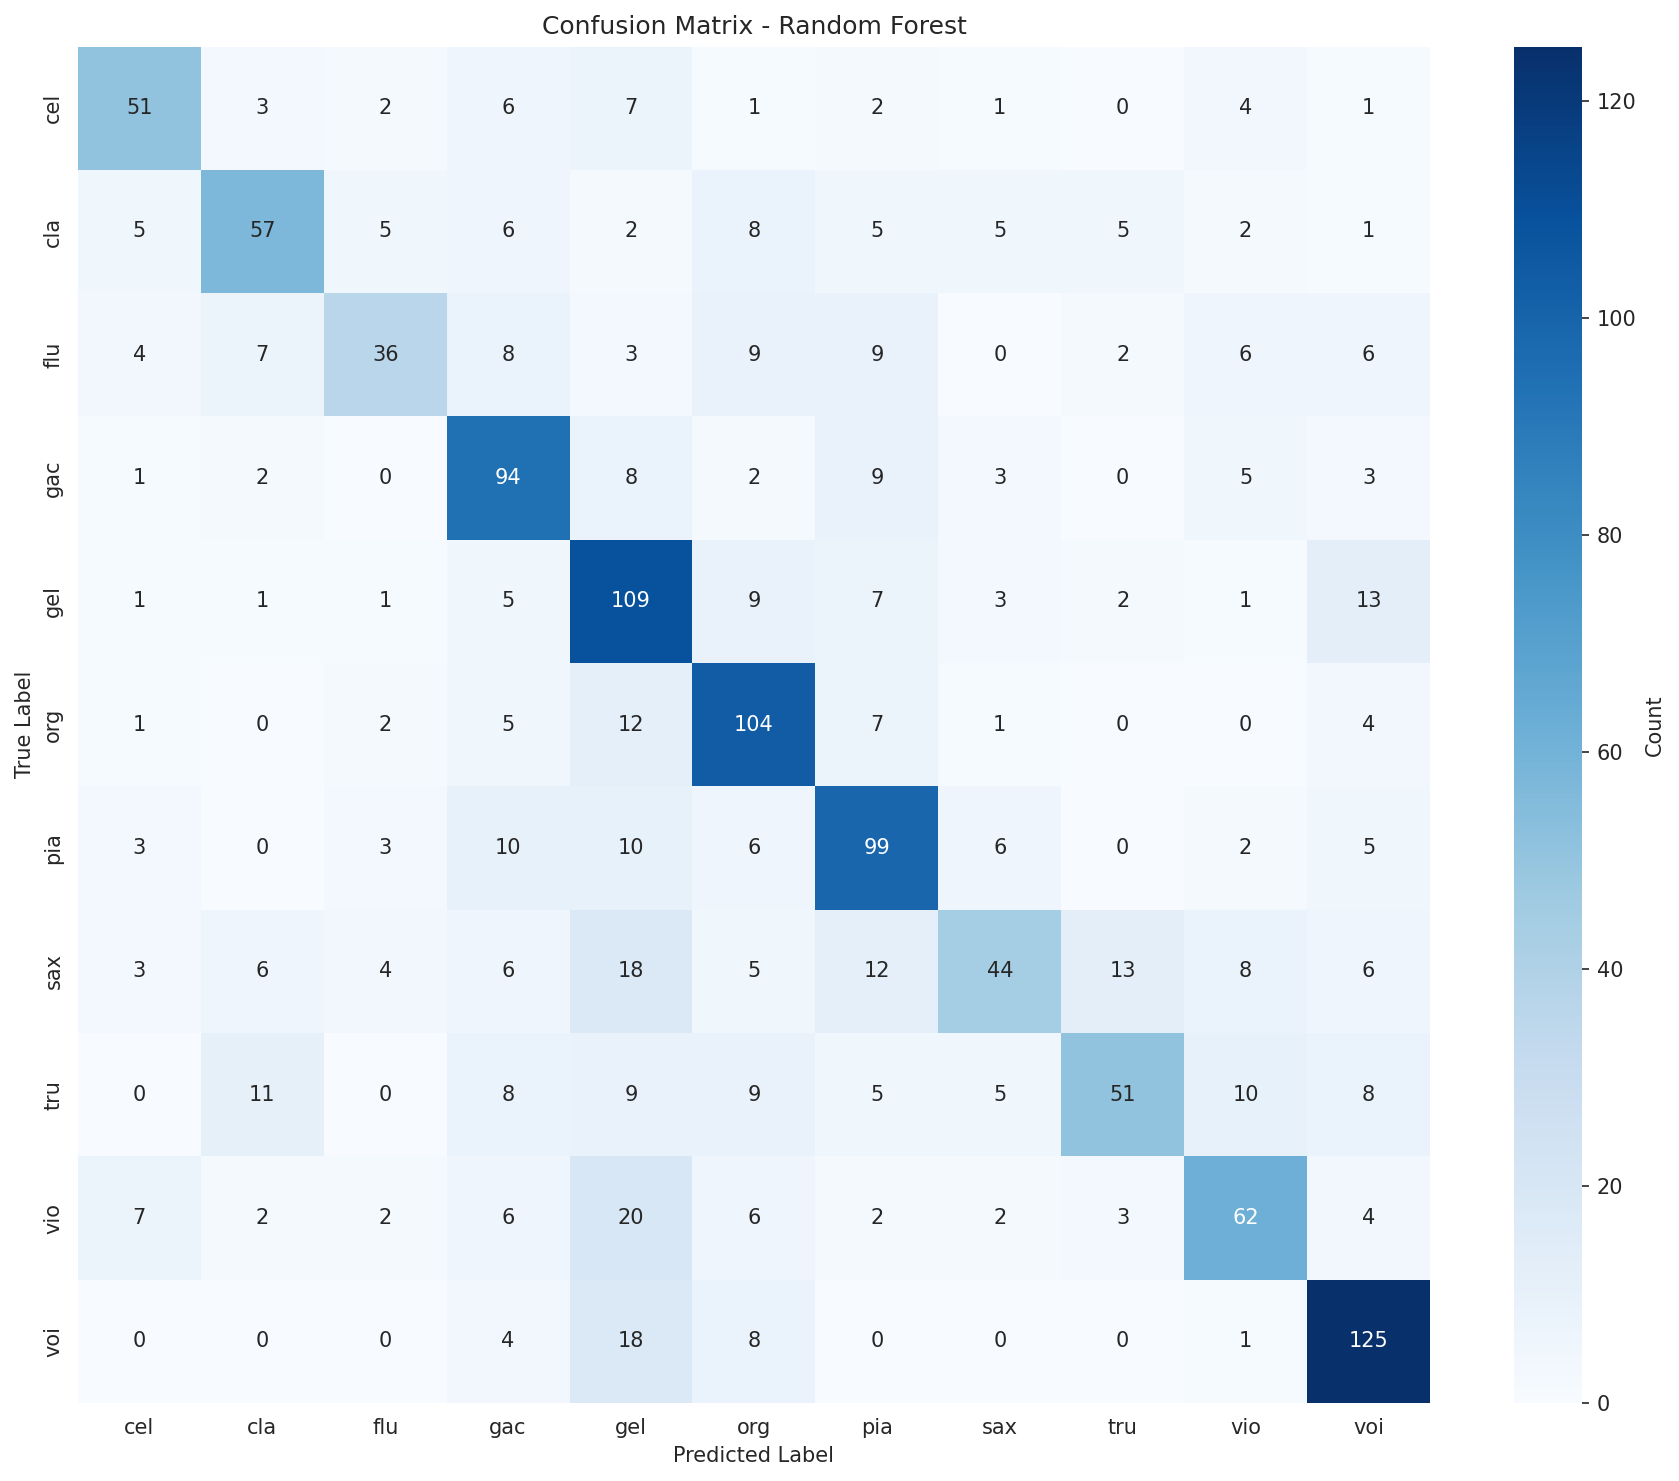 Confusion Matrix - Random Forest
cel 51 3 2 6 7 1 2 1 0 4 1
cla 5 57 5 6 2 8 5 5 5 2 1
flu 4 7 36 8 3 9 9 0 2 6 6
gac 1 2 0 94 8 2 9 3 0 5 3
gel 1 1 1 5 109 9 7 3 2 1 13
org 1 0 2 5 12 104 7 1 0 0 4
pia 3 0 3 10 10 6 99 6 0 2 5
sax 3 6 4 6 18 5 12 44 13 8 6
tru 0 11 0 8 9 9 5 5 51 10 8
vio 7 2 2 6 20 6 2 2 3 62 4
voi 0 0 0 4 18 8 0 0 0 1 125
cel cla flu gac gel org pia sax tru vio voi
Predicted Label
True Label
120
100
80
60
40
20
0
Count